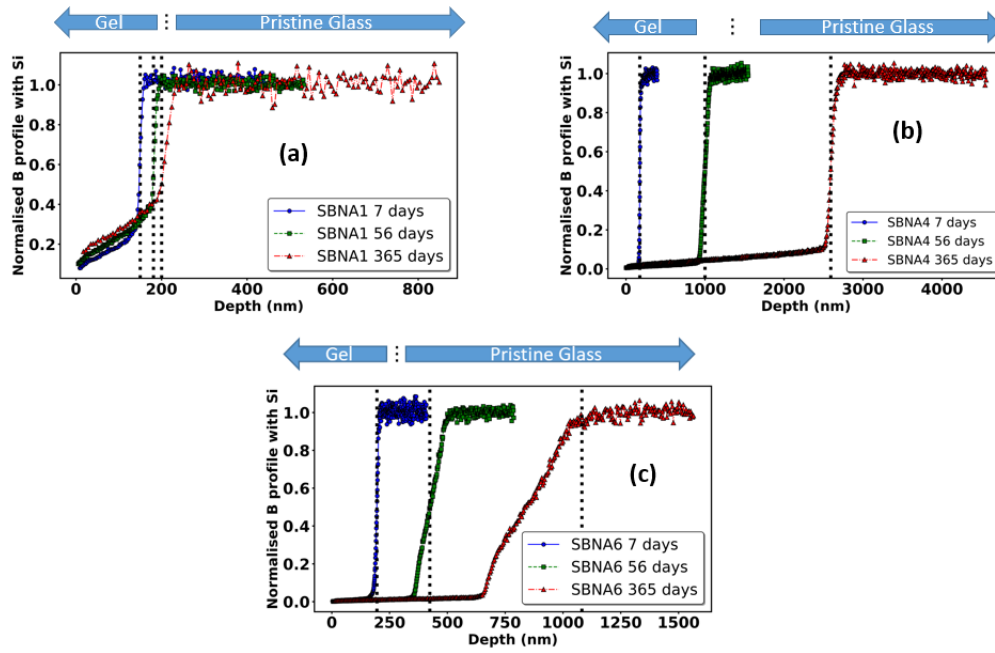 Gel
Pristine Glass
Normalised B profile with Si
1.0
0.8
0.6
0.4
0.2
(a)
SBNA1 7 days
SBNA1 56 days
SBNA1 365 days
0
200
400
600
800
Depth (nm)
Gel
Pristine Glass
Normalised B profile with Si
1.0
0.8
0.6
0.4
0.2
0.0
(b)
SBNA4 7 days
SBNA4 56 days
SBNA4 365 days
0
1000
2000
3000
4000
Depth (nm)
Gel
Pristine Glass
Normalised B profile with Si
1.0
0.8
0.6
0.4
0.2
0.0
(c)
SBNA6 7 days
SBNA6 56 days
SBNA6 365 days
0
250
500
750
1000
1250
1500
Depth (nm)